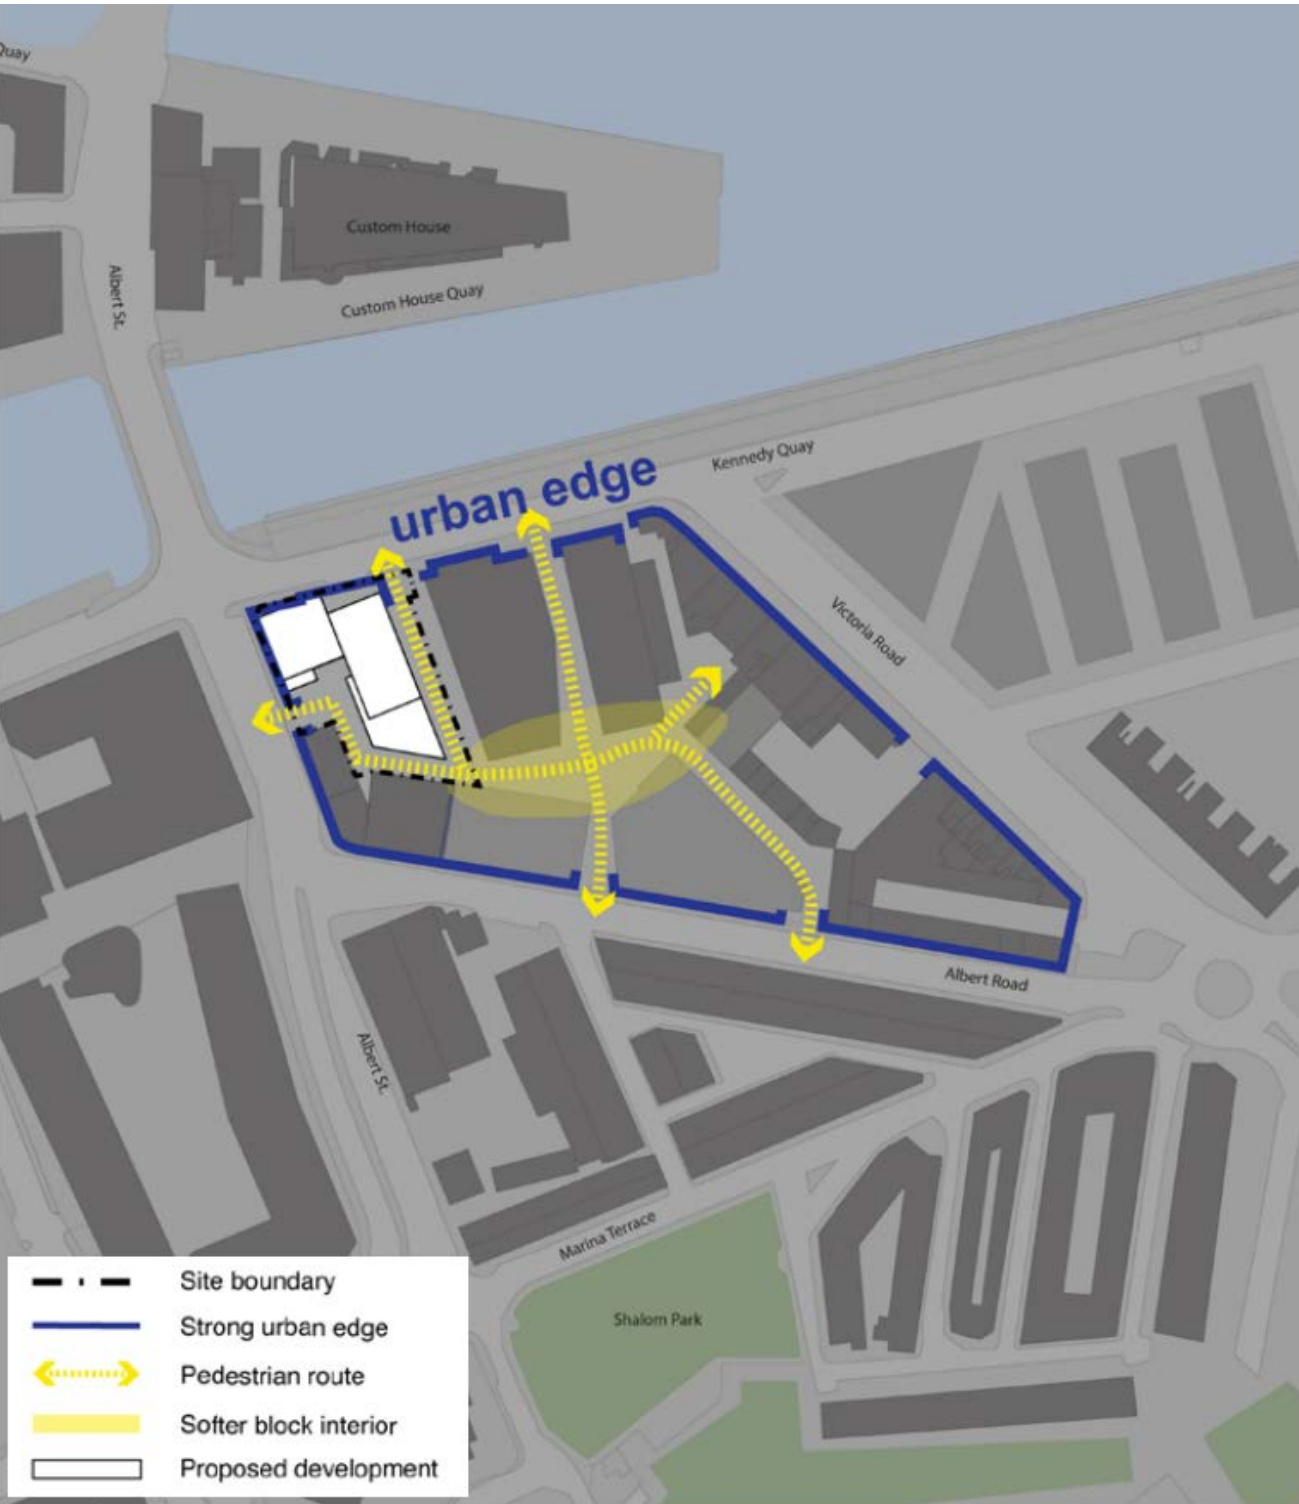 Quay
Custom House
Albert St.
Custom House Quay
Kennedy Quay
urban edge
Victoria Road
Albert Road
Albert St.
Marina Terrace
Shalom Park
Site boundary
Strong urban edge
Pedestrian route
Softer block interior
Proposed development